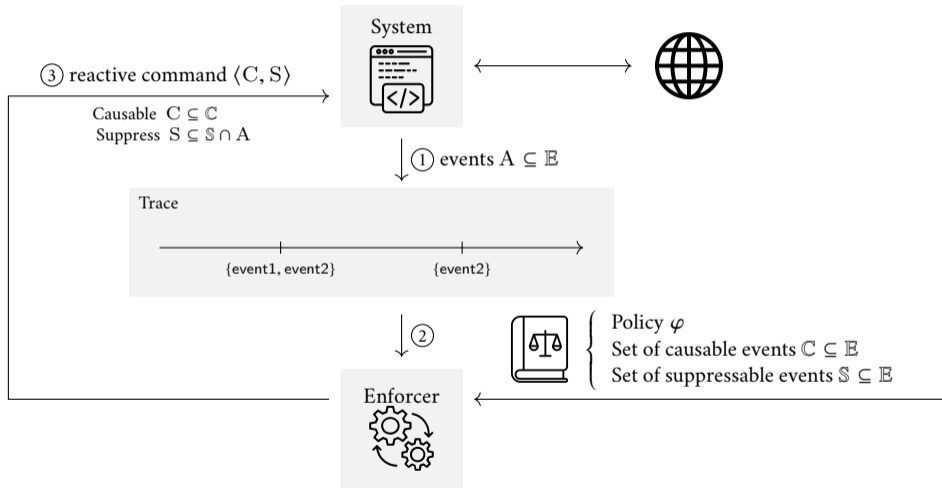 System
</>
③ reactive command ⟨C, S⟩
Causable C ⊆ ℂ
Suppress S ⊆ 𝕊 ∩ A
① events A ⊆ 𝔼
Trace
{event1, event2}
{event2}
②
Policy φ
Set of causable events ℂ ⊆ 𝔼
Set of suppressable events 𝕊 ⊆ 𝔼
Enforcer